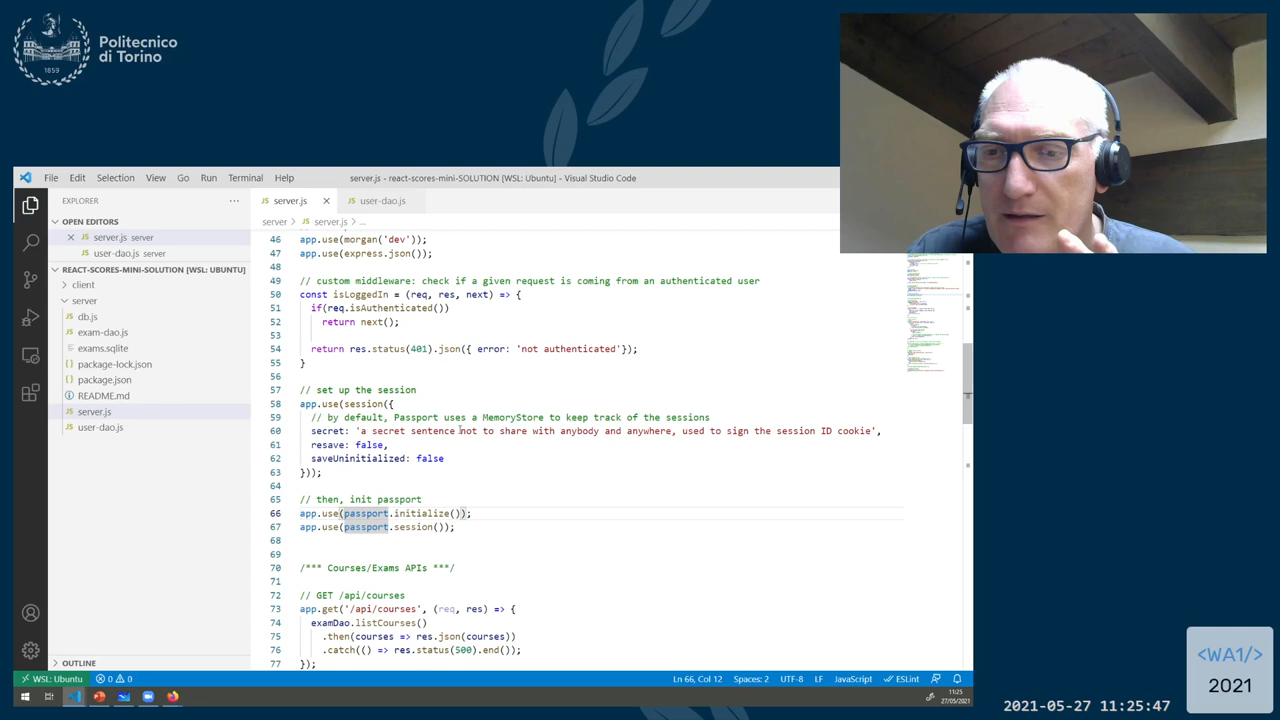 Politecnico
di Torino
1859
File Edit Selection View Go Run Terminal Help
server.js - react-scores-mini-SOLUTION [WSL: Ubuntu] - Visual Studio Code
EXPLORER
OPEN EDITORS
server.js server
user-dao.js server
REACT-SCORES-MINI-SOLUTION [WSL: UBUNTU]
client
server
db.js
exam-dao.js
exams.sqlite
package-lock.json
package.json
README.md
server.js
user-dao.js
OUTLINE
server.js user-dao.js
server > server.js > ...
46 app.use(morgan('dev'));
47 app.use(express.json());
48
49 // custom middleware: check if a given request is coming from an authenticated user
50 const isLoggedIn = (req, res, next) => {
51 if(req.isAuthenticated())
52 return next();
53
54 return res.status(401).json({ 'not authenticated'});
55
56
57 // set up the session
58 app.use(session({
59 // by default, Passport uses a MemoryStore to keep track of the sessions
60 secret: 'a secret sentence not to share with anybody and anywhere, used to sign the session ID cookie',
61 resave: false,
62 saveUninitialized: false
63 }));
64
65 // then, init passport
66 app.use(passport.initialize());
67 app.use(passport.session());
68
69
70 /*** Courses/Exams APIs ***/
71
72 // GET /api/courses
73 app.get('/api/courses', (req, res) => {
74 examDao.listCourses()
75 .then(courses => res.json(courses))
76 .catch(() => res.status(500).end());
77 });
WSL: Ubuntu 0 0 Ln 66, Col 12 Spaces: 2 UTF-8 LF JavaScript ESLint
11:25
27/05/2021
<WA1/>
2021
2021-05-27 11:25:47